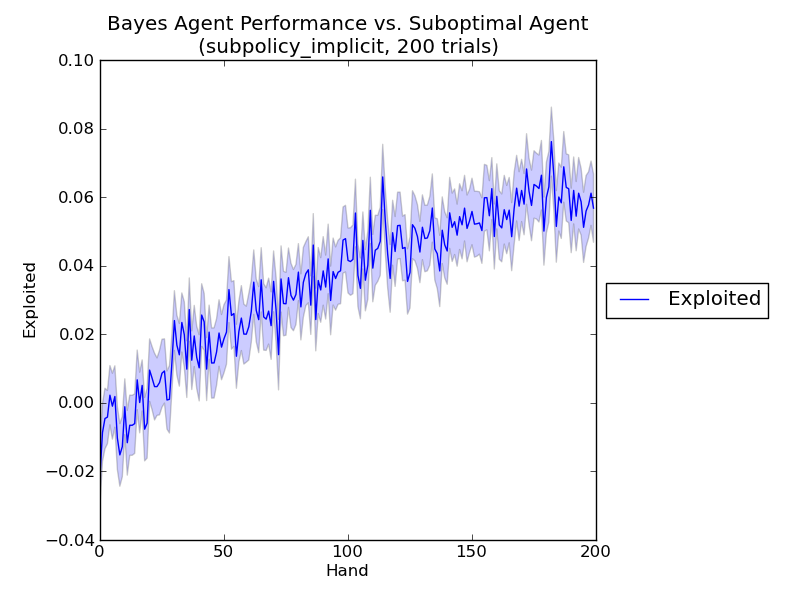 Bayes Agent Performance vs. Suboptimal Agent
(subpolicy_implicit, 200 trials)
0.10
0.08
0.06
0.04
0.02
0.00
−0.02
−0.04
Exploited
0 50 100 150 200
Hand
Exploited